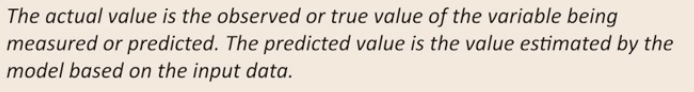 The actual value is the observed or true value of the variable being
measured or predicted. The predicted value is the value estimated by the
model based on the input data.